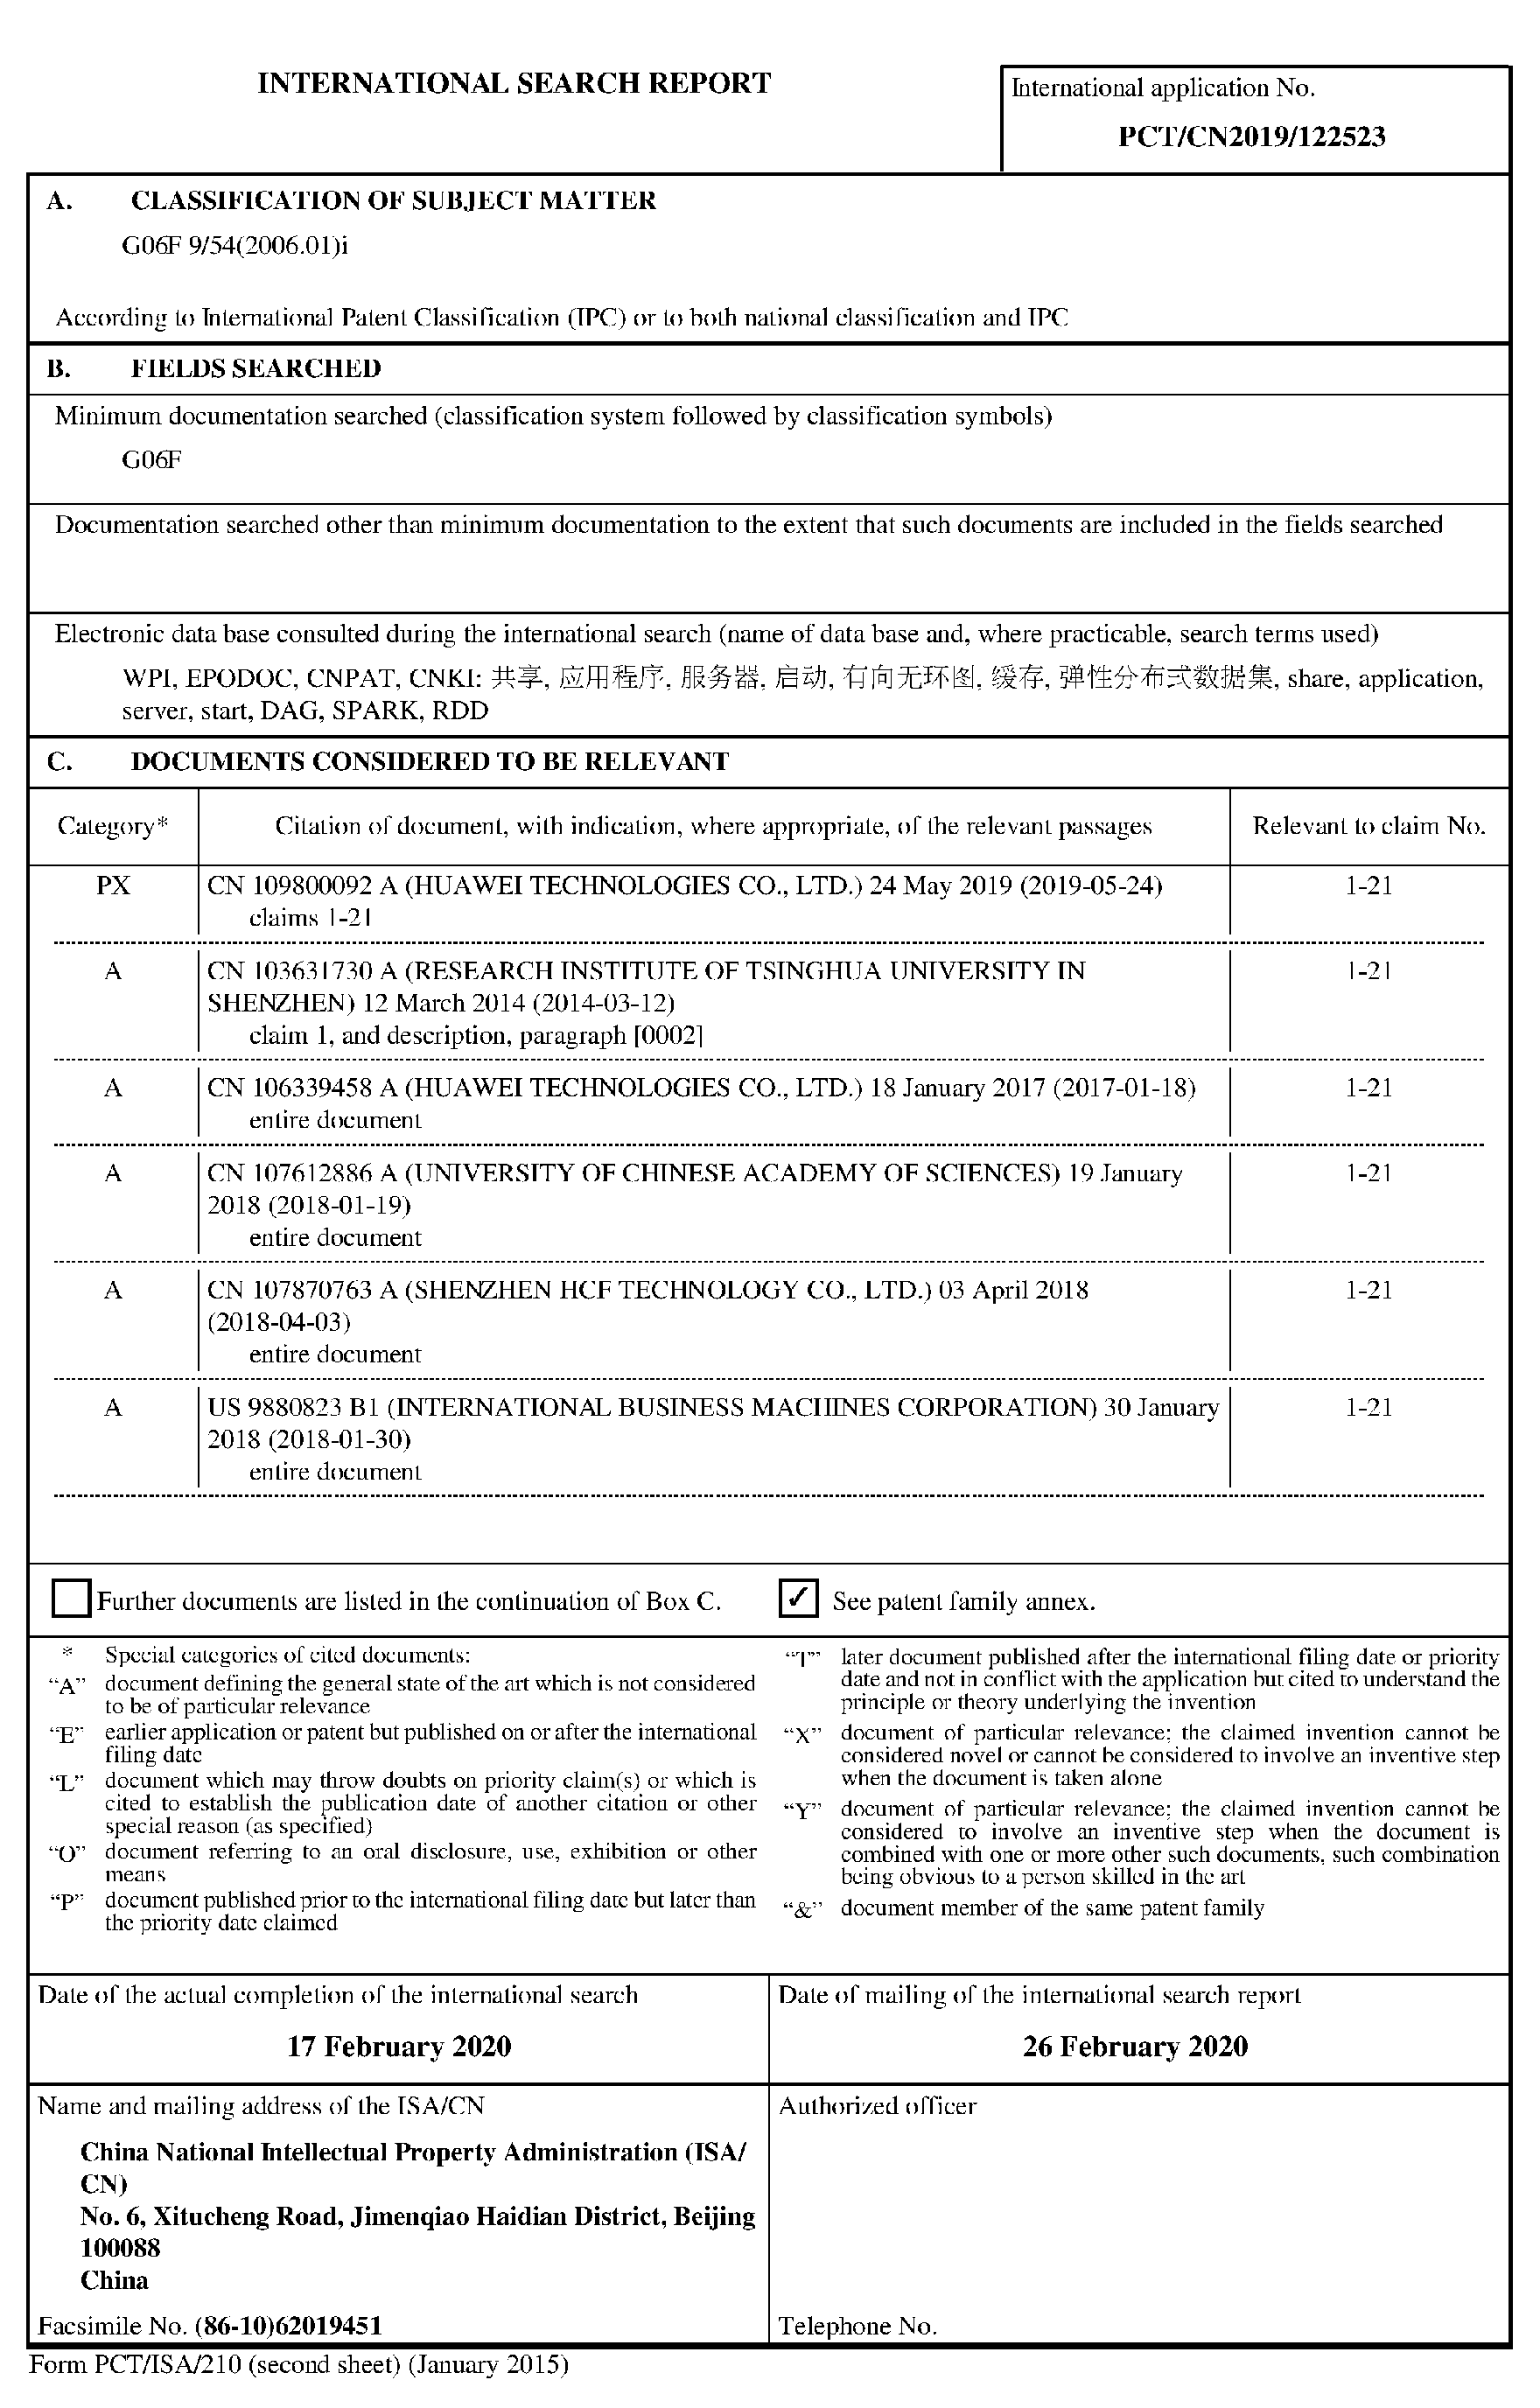 INTERNATIONAL SEARCH REPORT
International application No.
PCT/CN2019/122523
A. CLASSIFICATION OF SUBJECT MATTER
G06F 9/54(2006.01)i
According to International Patent Classification (IPC) or to both national classification and IPC
B. FIELDS SEARCHED
Minimum documentation searched (classification system followed by classification symbols)
G06F
Documentation searched other than minimum documentation to the extent that such documents are included in the fields searched
Electronic data base consulted during the international search (name of data base and, where practicable, search terms used)
WPI, EPODOC, CNPAT, CNKI: 共享, 应用程序, 服务器, 启动, 有向无环图, 缓存, 弹性分布式数据集, share, application,
server, start, DAG, SPARK, RDD
C. DOCUMENTS CONSIDERED TO BE RELEVANT
Category* Citation of document, with indication, where appropriate, of the relevant passages Relevant to claim No.
PX CN 109800092 A (HUAWEI TECHNOLOGIES CO., LTD.) 24 May 2019 (2019-05-24) 1-21
claims 1-21
A CN 103631730 A (RESEARCH INSTITUTE OF TSINGHUA UNIVERSITY IN 1-21
SHENZHEN) 12 March 2014 (2014-03-12)
claim 1, and description, paragraph [0002]
A CN 106339458 A (HUAWEI TECHNOLOGIES CO., LTD.) 18 January 2017 (2017-01-18) 1-21
entire document
A CN 107612886 A (UNIVERSITY OF CHINESE ACADEMY OF SCIENCES) 19 January 1-21
2018 (2018-01-19)
entire document
A CN 107870763 A (SHENZHEN HCF TECHNOLOGY CO., LTD.) 03 April 2018 1-21
(2018-04-03)
entire document
A US 9880823 B1 (INTERNATIONAL BUSINESS MACHINES CORPORATION) 30 January 1-21
2018 (2018-01-30)
entire document
Further documents are listed in the continuation of Box C. ✓ See patent family annex.
* Special categories of cited documents:
“A” document defining the general state of the art which is not considered
to be of particular relevance
“E” earlier application or patent but published on or after the international
filing date
“L” document which may throw doubts on priority claim(s) or which is
cited to establish the publication date of another citation or other
special reason (as specified)
“O” document referring to an oral disclosure, use, exhibition or other
means
“P” document published prior to the international filing date but later than
the priority date claimed
“T” later document published after the international filing date or priority
date and not in conflict with the application but cited to understand the
principle or theory underlying the invention
“X” document of particular relevance; the claimed invention cannot be
considered novel or cannot be considered to involve an inventive step
when the document is taken alone
“Y” document of particular relevance; the claimed invention cannot be
considered to involve an inventive step when the document is
combined with one or more other such documents, such combination
being obvious to a person skilled in the art
“&” document member of the same patent family
Date of the actual completion of the international search
17 February 2020
Date of mailing of the international search report
26 February 2020
Name and mailing address of the ISA/CN
China National Intellectual Property Administration (ISA/
CN)
No. 6, Xitucheng Road, Jimenqiao Haidian District, Beijing
100088
China
Facsimile No. (86-10)62019451
Authorized officer
Telephone No.
Form PCT/ISA/210 (second sheet) (January 2015)